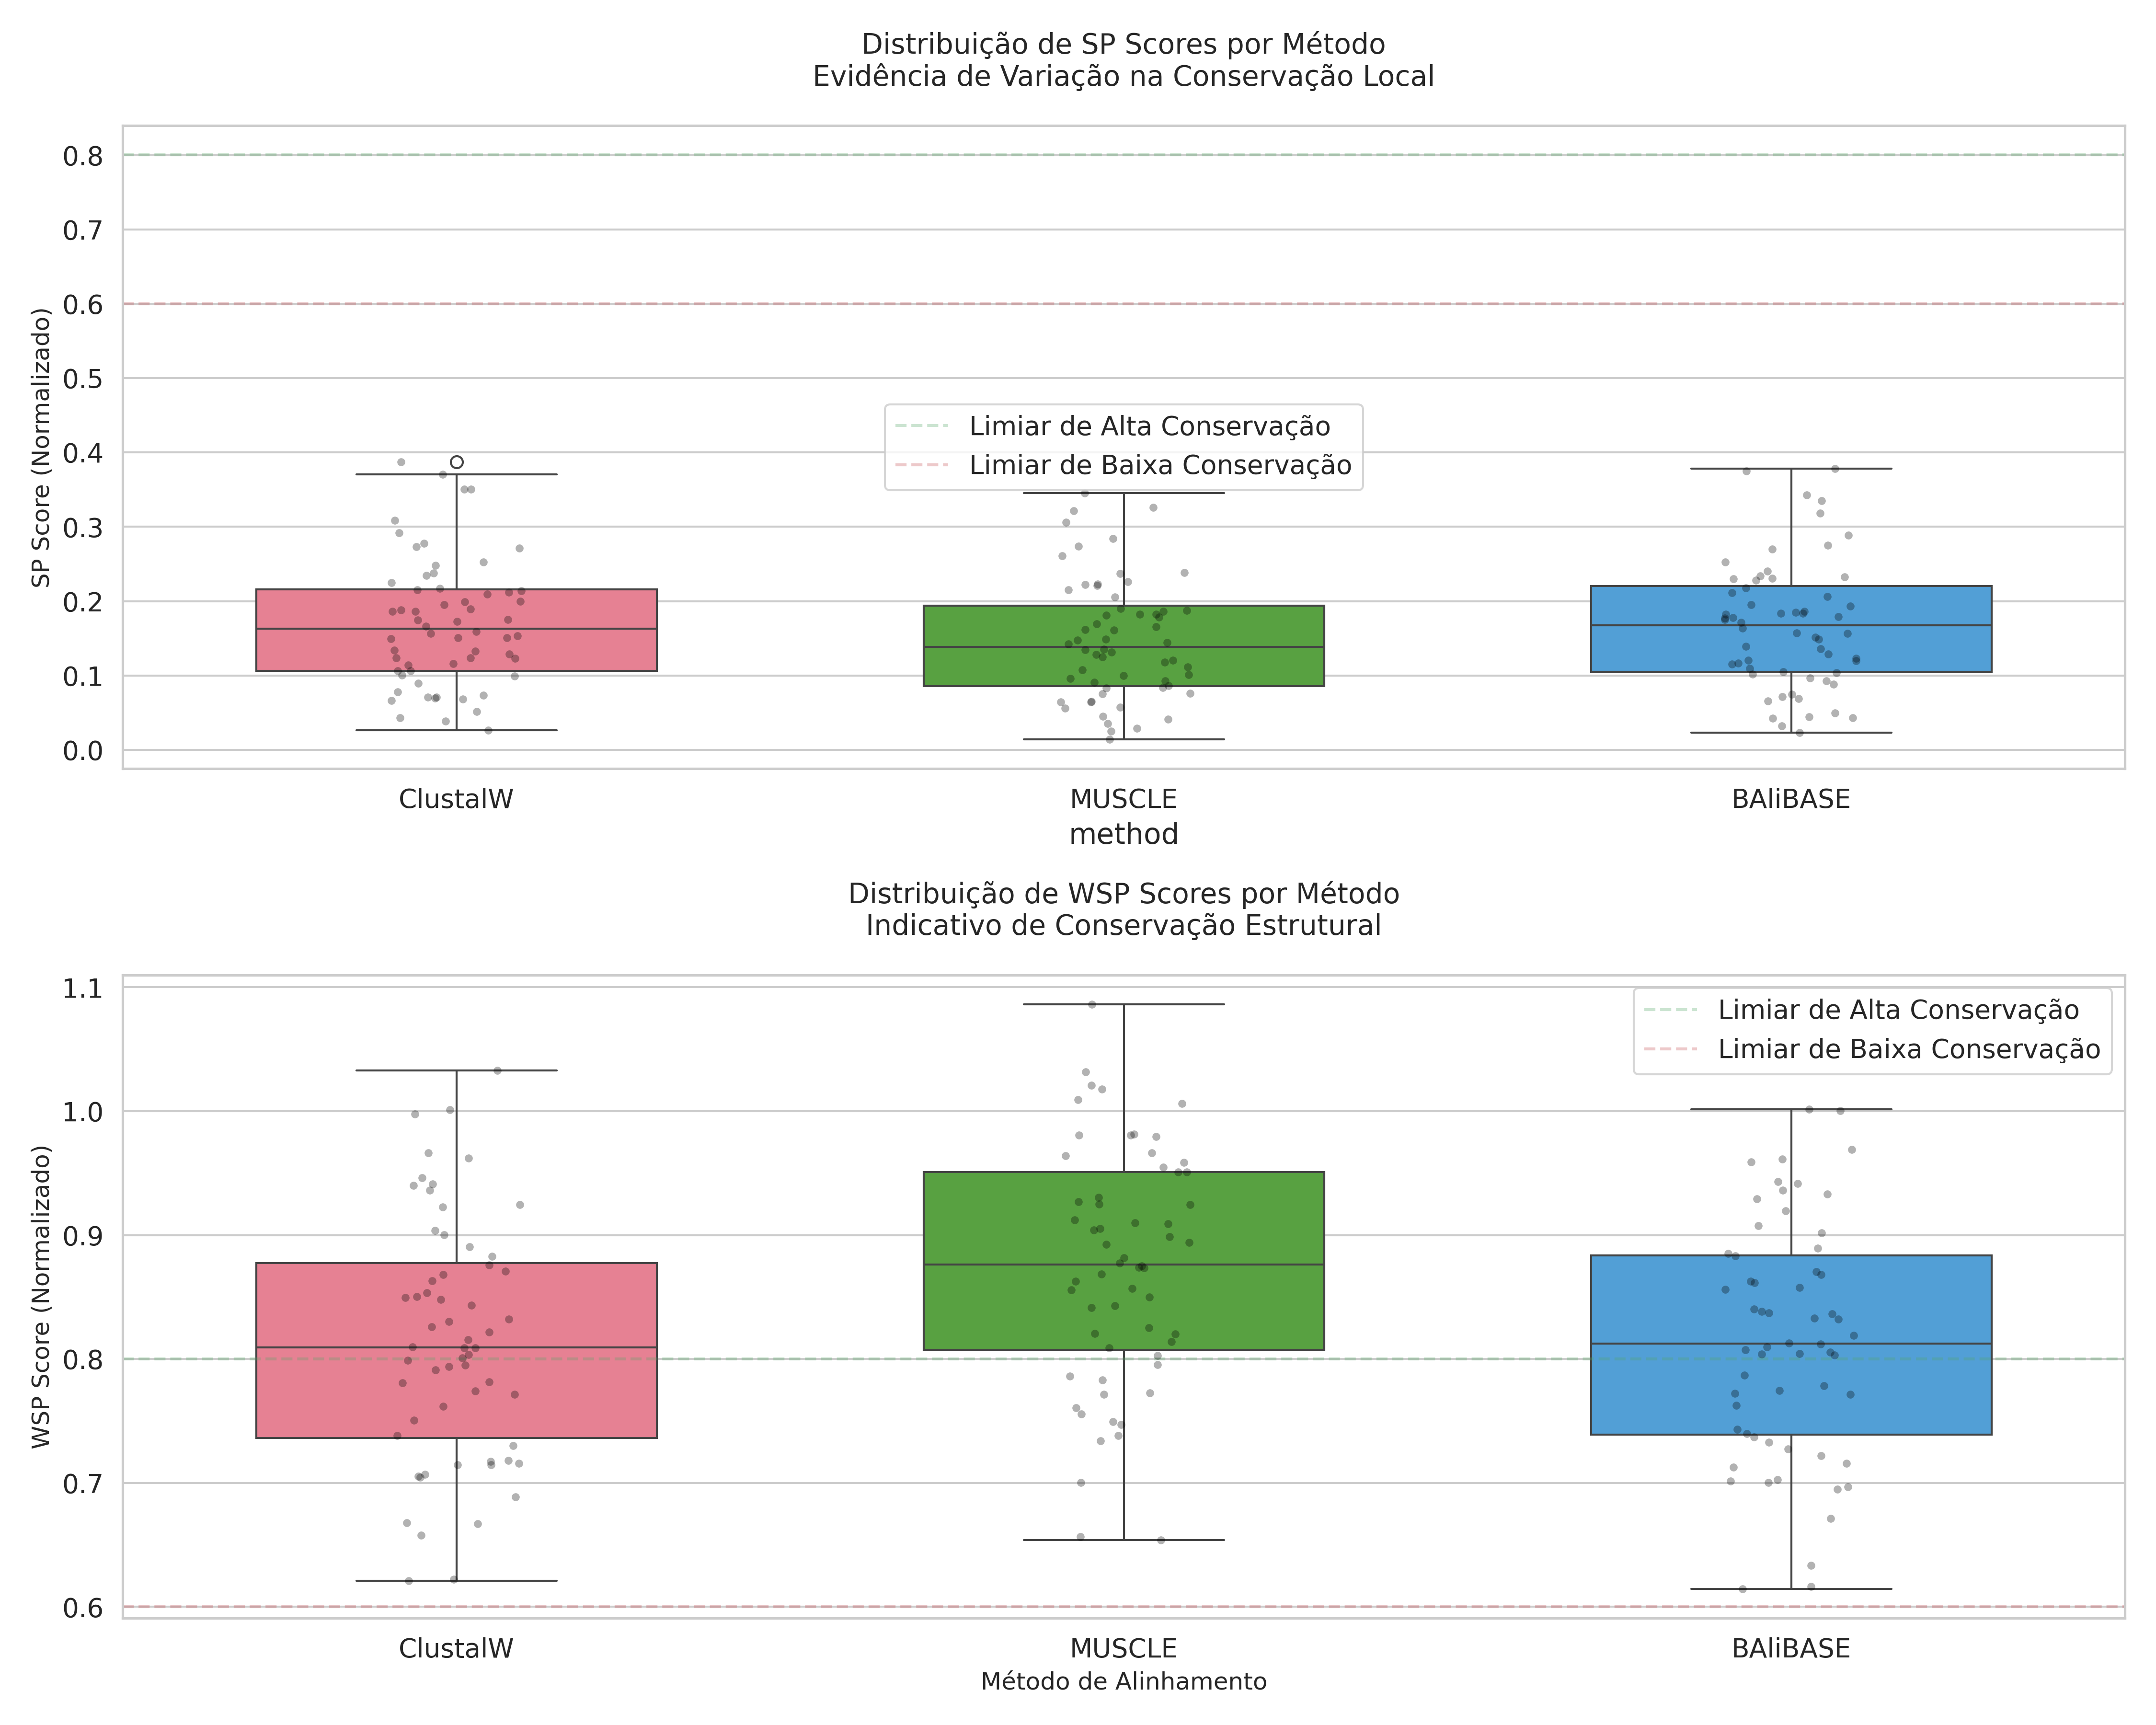 Distribuição de SP Scores por Método
Evidência de Variação na Conservação Local
SP Score (Normalizado)
0.8
0.7
0.6
0.5
0.4
0.3
0.2
0.1
0.0
Limiar de Alta Conservação
Limiar de Baixa Conservação
ClustalW
MUSCLE
BAliBASE
method
Distribuição de WSP Scores por Método
Indicativo de Conservação Estrutural
WSP Score (Normalizado)
1.1
1.0
0.9
0.8
0.7
0.6
Limiar de Alta Conservação
Limiar de Baixa Conservação
ClustalW
MUSCLE
BAliBASE
Método de Alinhamento